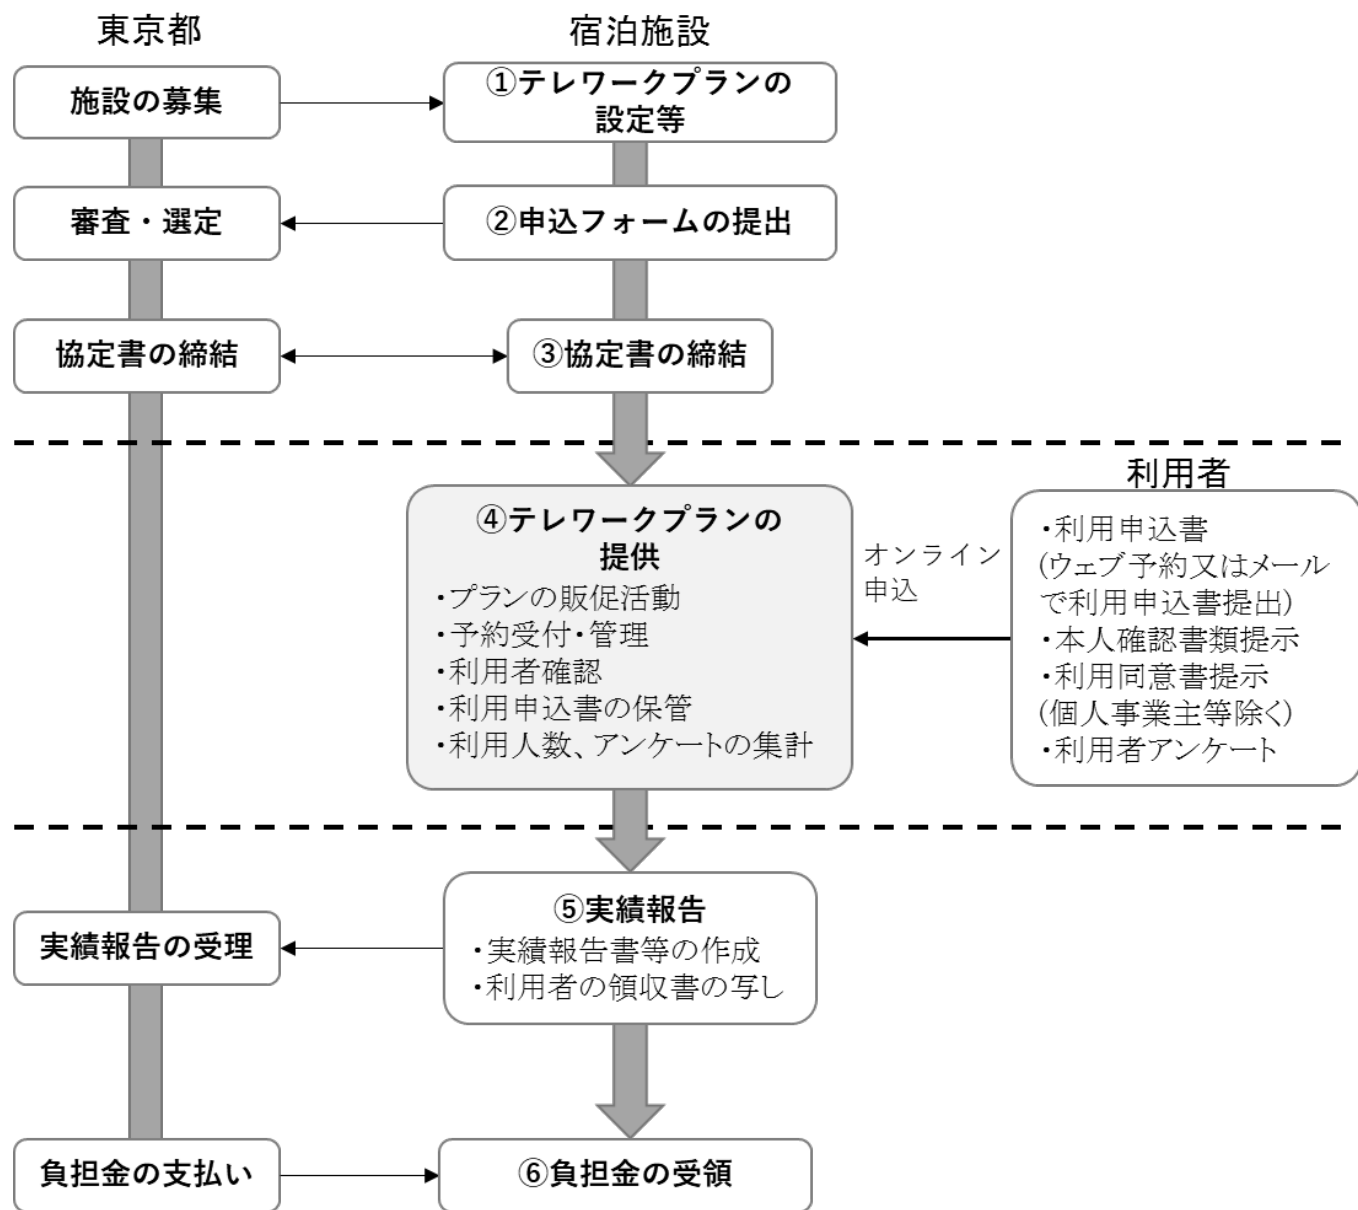 東京都
宿泊施設
施設の募集
①テレワークプランの
設定等
審査・選定
②申込フォームの提出
協定書の締結
③協定書の締結
利用者
④テレワークプランの
提供
・プランの販促活動
・予約受付・管理
・利用者確認
・利用申込書の保管
・利用人数、アンケートの集計
オンライン
申込
・利用申込書
(ウェブ予約又はメール
で利用申込書提出)
・本人確認書類提示
・利用同意書提示
(個人事業主等除く)
・利用者アンケート
⑤実績報告
・実績報告書等の作成
・利用者の領収書の写し
実績報告の受理
負担金の支払い
⑥負担金の受領